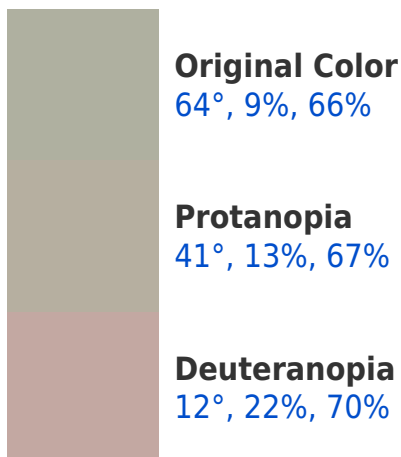 Original Color
64°, 9%, 66%
Protanopia
41°, 13%, 67%
Deuteranopia
12°, 22%, 70%